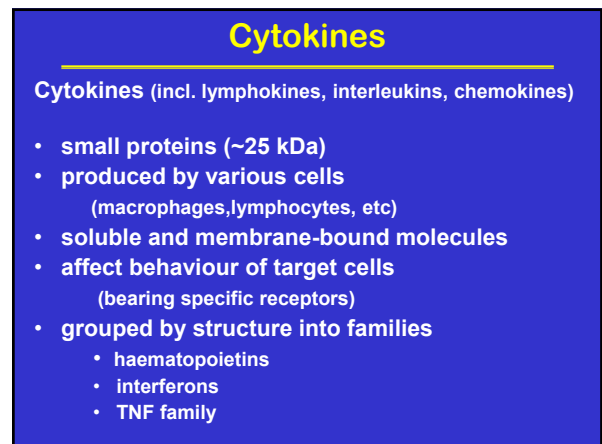 Cytokines
Cytokines (incl. lymphokines, interleukins, chemokines)
• small proteins (~25 kDa)
• produced by various cells
(macrophages,lymphocytes, etc)
• soluble and membrane-bound molecules
• affect behaviour of target cells
(bearing specific receptors)
• grouped by structure into families
• haematopoietins
• interferons
• TNF family